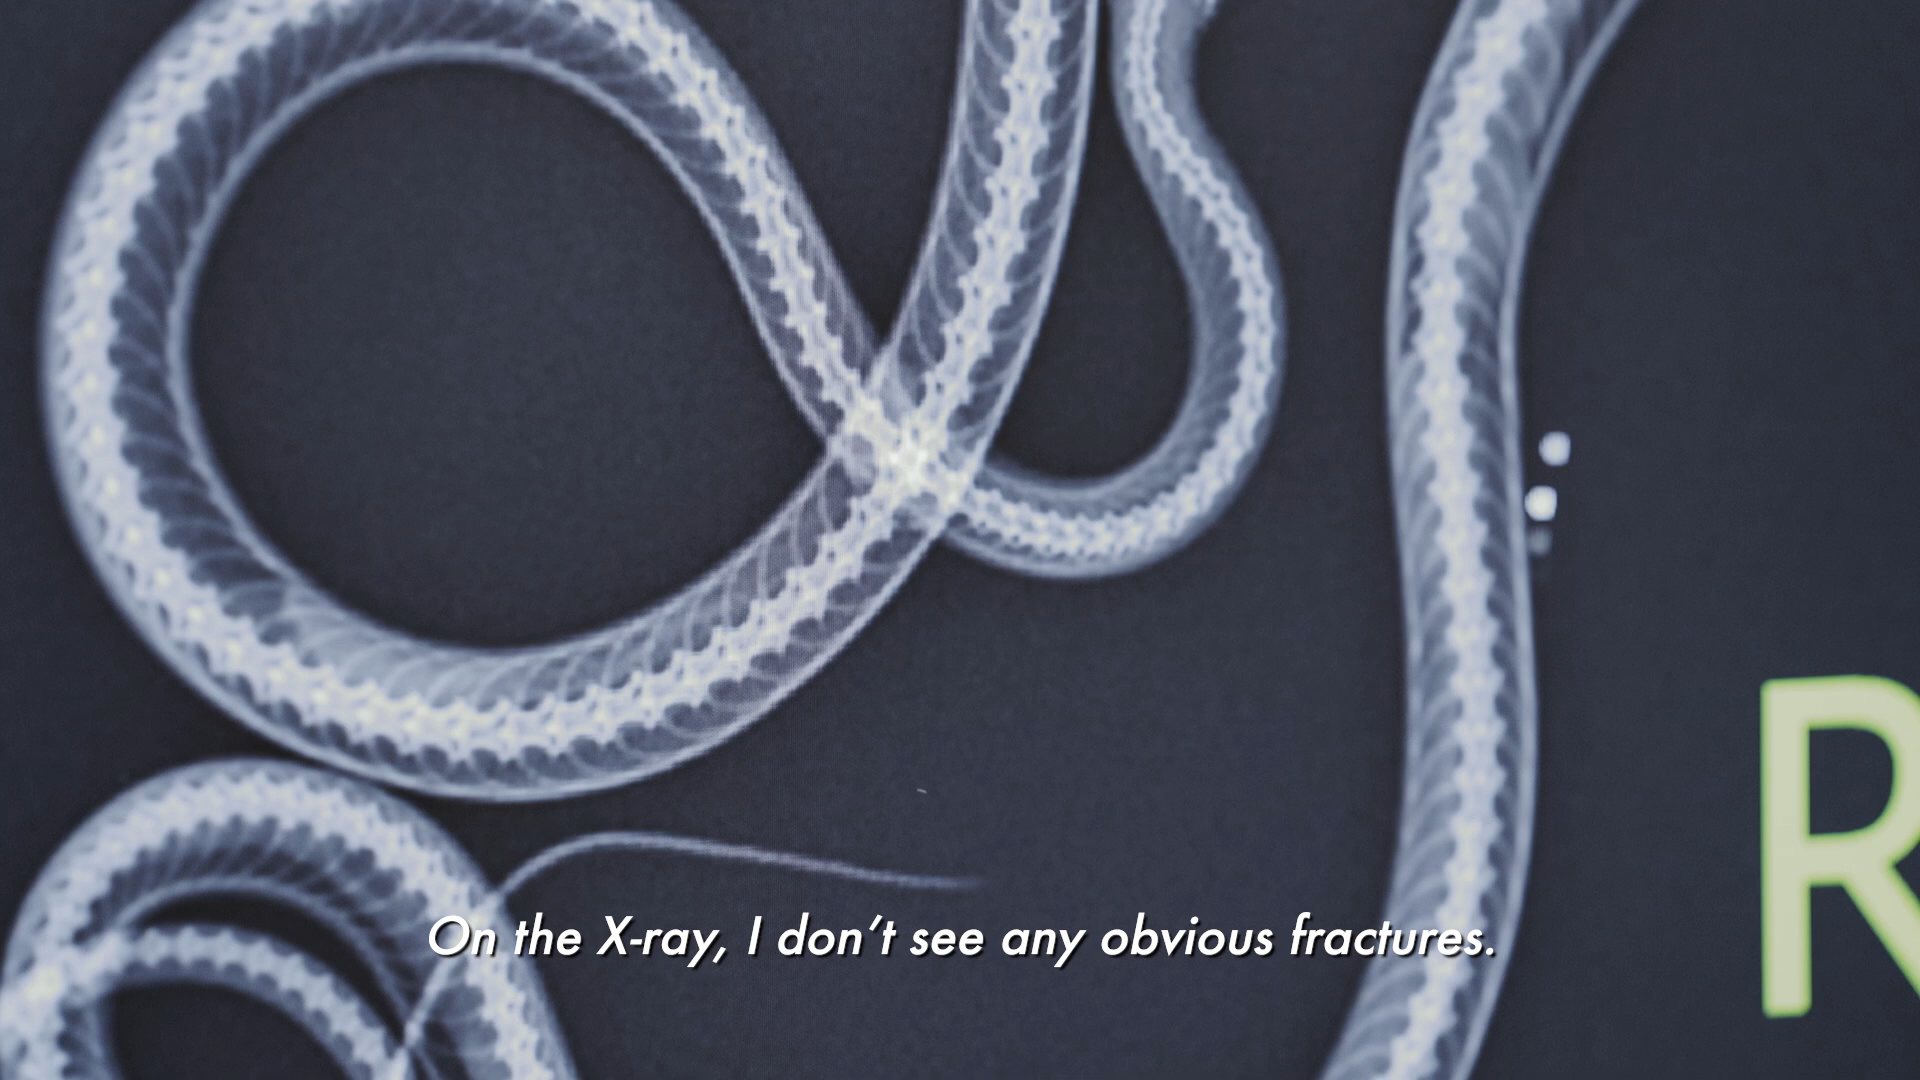 R
On the X-ray, I don’t see any obvious fractures.